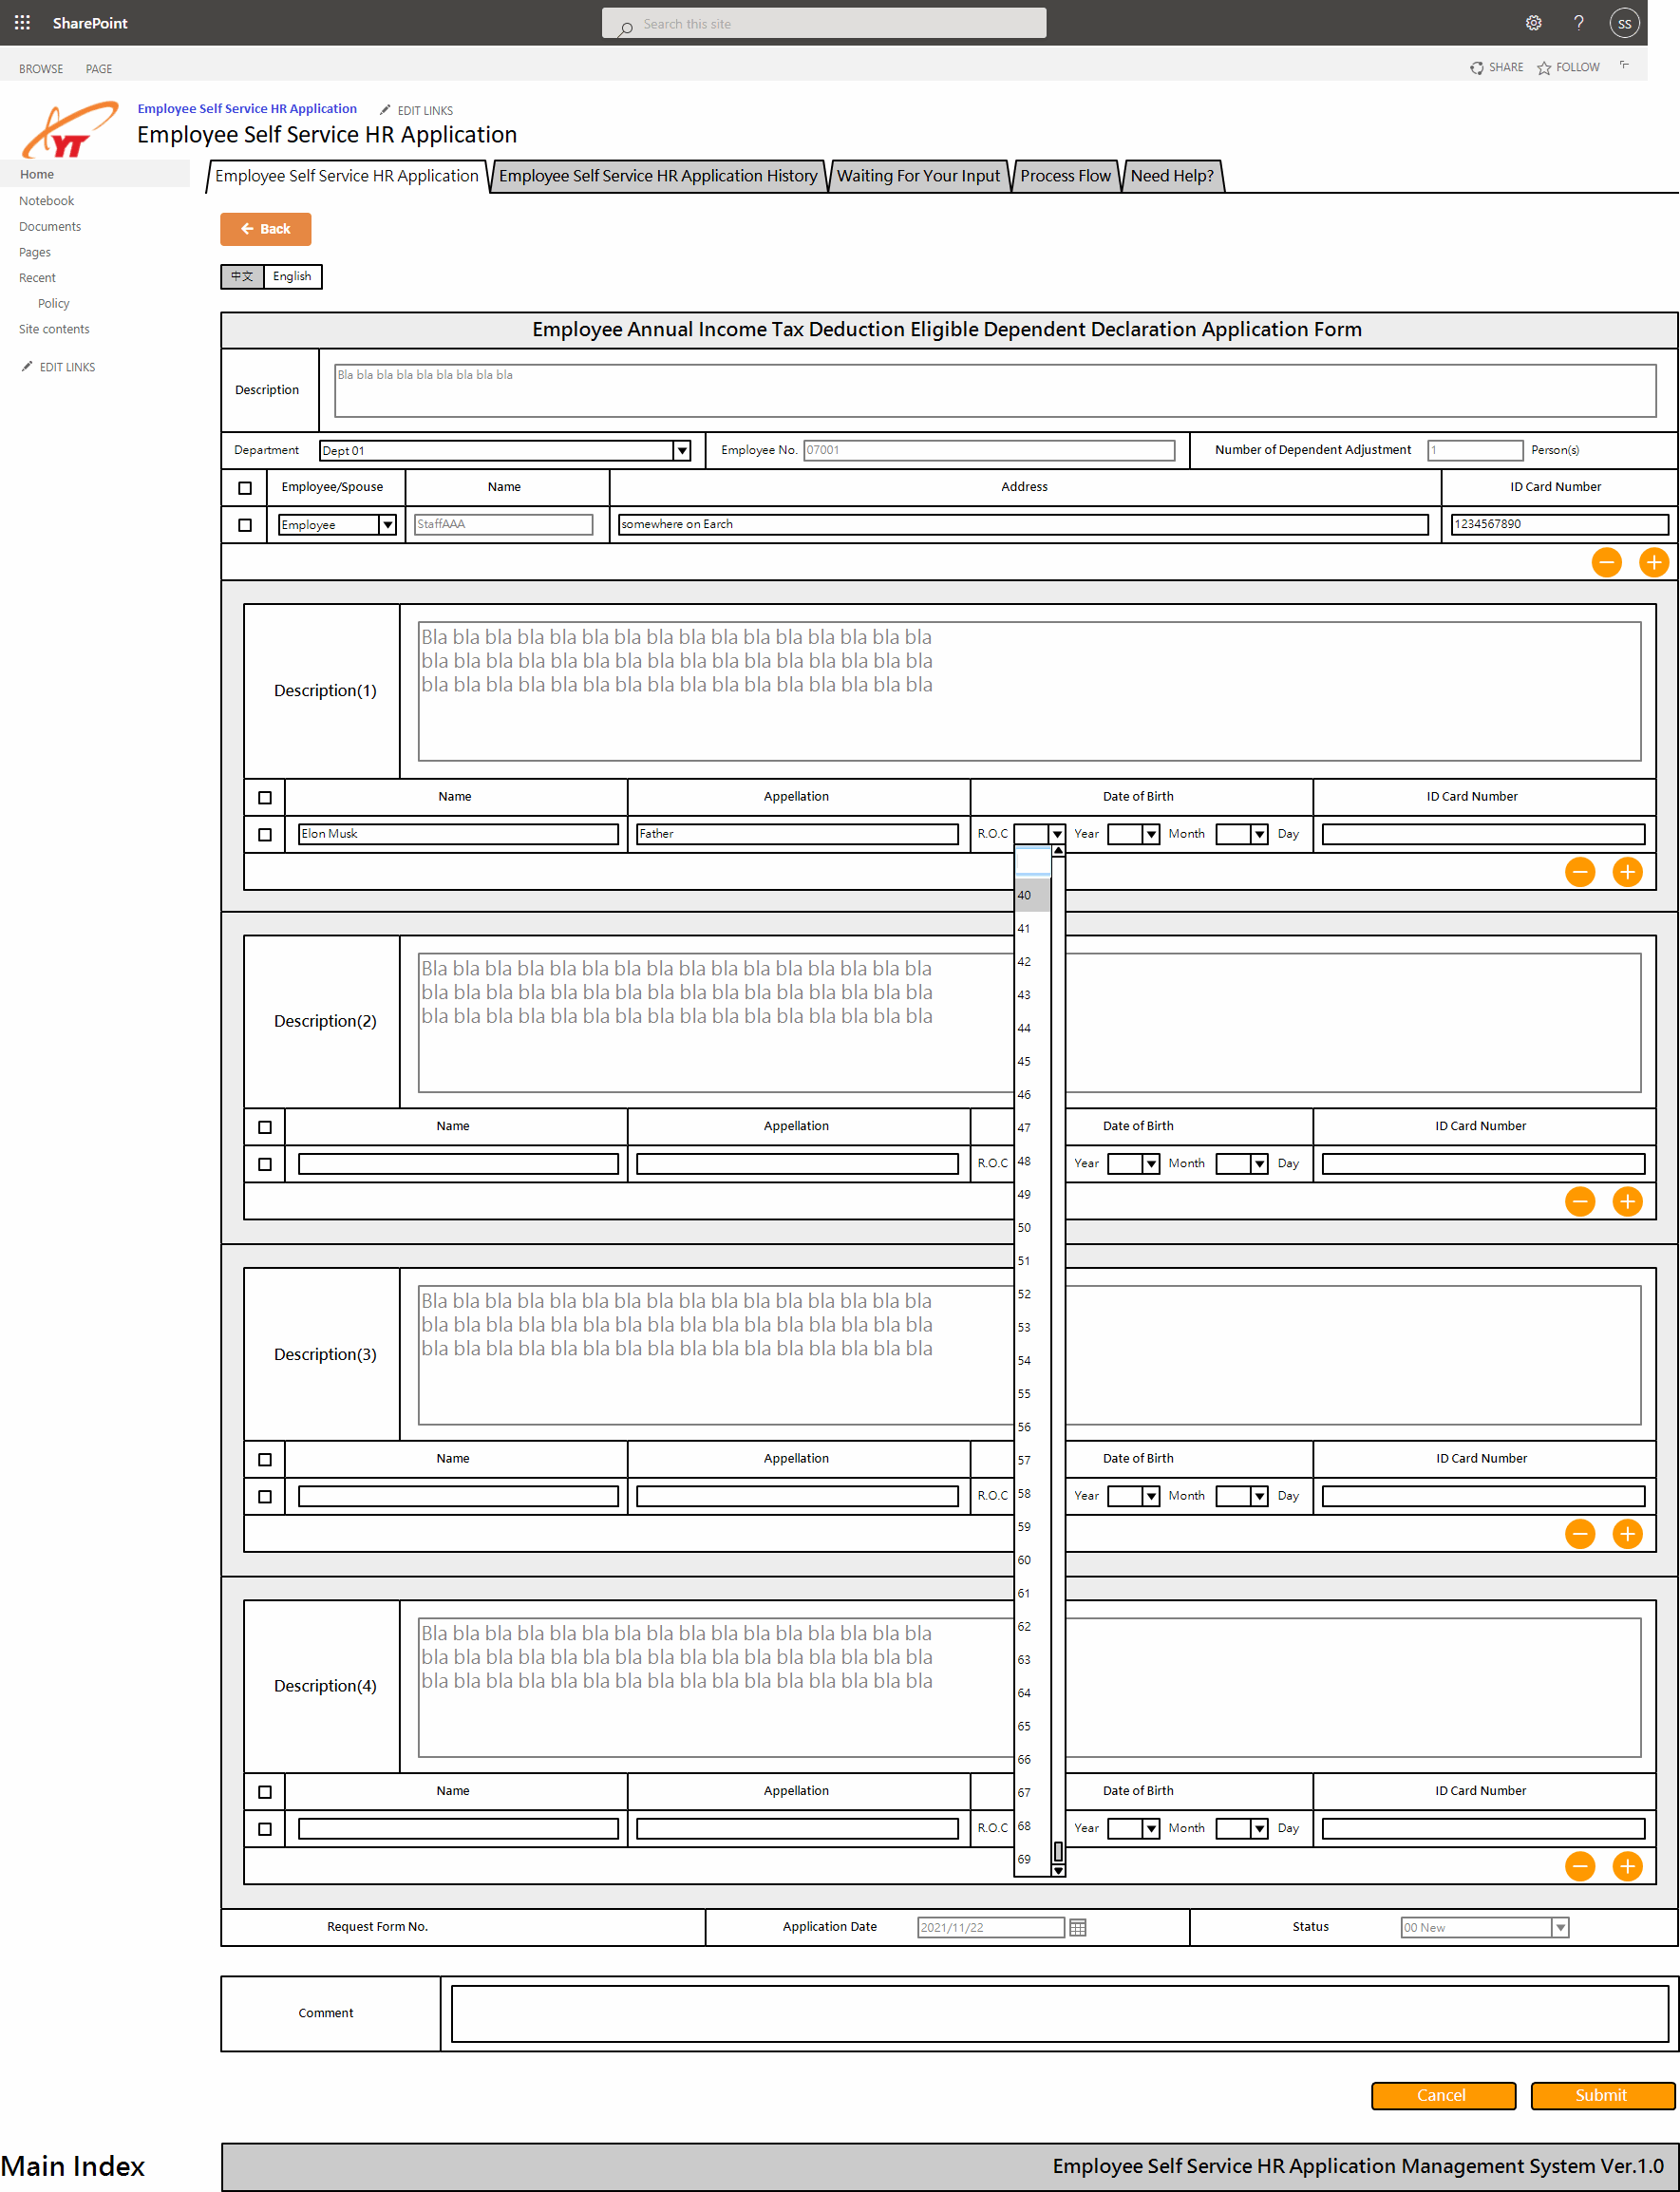 SharePoint
Search this site
?
SS
BROWSE PAGE
SHARE FOLLOW
YT
Employee Self Service HR Application
EDIT LINKS
Employee Self Service HR Application
Home
Notebook
Documents
Pages
Recent
Policy
Site contents
EDIT LINKS
Employee Self Service HR Application
Employee Self Service HR Application History
Waiting For Your Input
Process Flow
Need Help?
Back
中文 English
Employee Annual Income Tax Deduction Eligible Dependent Declaration Application Form
Description
Bla bla bla bla bla bla bla bla bla
Department Dept 01 Employee No. 07001 Number of Dependent Adjustment 1 Person(s)
Employee/Spouse Name Address ID Card Number
Employee StaffAAA somewhere on Earch 1234567890
Description(1)
Bla bla bla bla bla bla bla bla bla bla bla bla bla bla bla bla
bla bla bla bla bla bla bla bla bla bla bla bla bla bla bla bla
bla bla bla bla bla bla bla bla bla bla bla bla bla bla bla bla
Name Appellation Date of Birth ID Card Number
Elon Musk Father R.O.C Year Month Day
40
41
42
43
44
45
46
47
48
49
50
51
52
53
54
55
56
57
58
59
60
61
62
63
64
65
66
67
68
69
Description(2)
Bla bla bla bla bla bla bla bla bla bla bla bla bla bla bla bla
bla bla bla bla bla bla bla bla bla bla bla bla bla bla bla bla
bla bla bla bla bla bla bla bla bla bla bla bla bla bla bla bla
Name Appellation Date of Birth ID Card Number
R.O.C Year Month Day
Description(3)
Bla bla bla bla bla bla bla bla bla bla bla bla bla bla bla bla
bla bla bla bla bla bla bla bla bla bla bla bla bla bla bla bla
bla bla bla bla bla bla bla bla bla bla bla bla bla bla bla bla
Name Appellation Date of Birth ID Card Number
R.O.C Year Month Day
Description(4)
Bla bla bla bla bla bla bla bla bla bla bla bla bla bla bla bla
bla bla bla bla bla bla bla bla bla bla bla bla bla bla bla bla
bla bla bla bla bla bla bla bla bla bla bla bla bla bla bla bla
Name Appellation Date of Birth ID Card Number
R.O.C Year Month Day
Request Form No. Application Date 2021/11/22 Status 00 New
Comment
Cancel Submit
Main Index
Employee Self Service HR Application Management System Ver.1.0